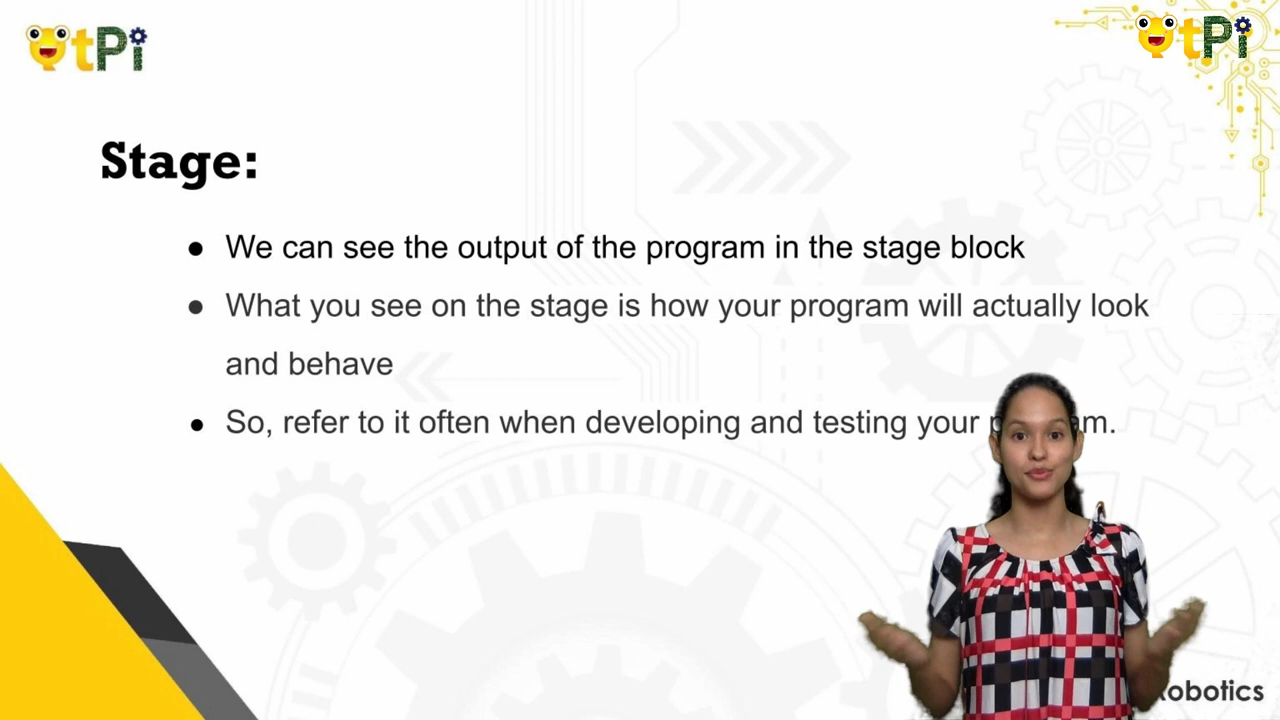 QtPi
QtPi
Stage:
● We can see the output of the program in the stage block
● What you see on the stage is how your program will actually look
and behave
● So, refer to it often when developing and testing your